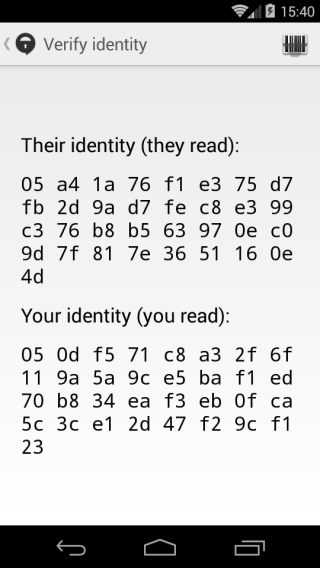 15:40
Verify identity
Their identity (they read):
05 a4 1a 76 f1 e3 75 d7
fb 2d 9a d7 fe c8 e3 99
c3 76 b8 b5 63 97 0e c0
9d 7f 81 7e 36 51 16 0e
4d
Your identity (you read):
05 0d f5 71 c8 a3 2f 6f
11 9a 5a 9c e5 ba f1 ed
70 b8 34 ea f3 eb 0f ca
5c 3c e1 2d 47 f2 9c f1
23